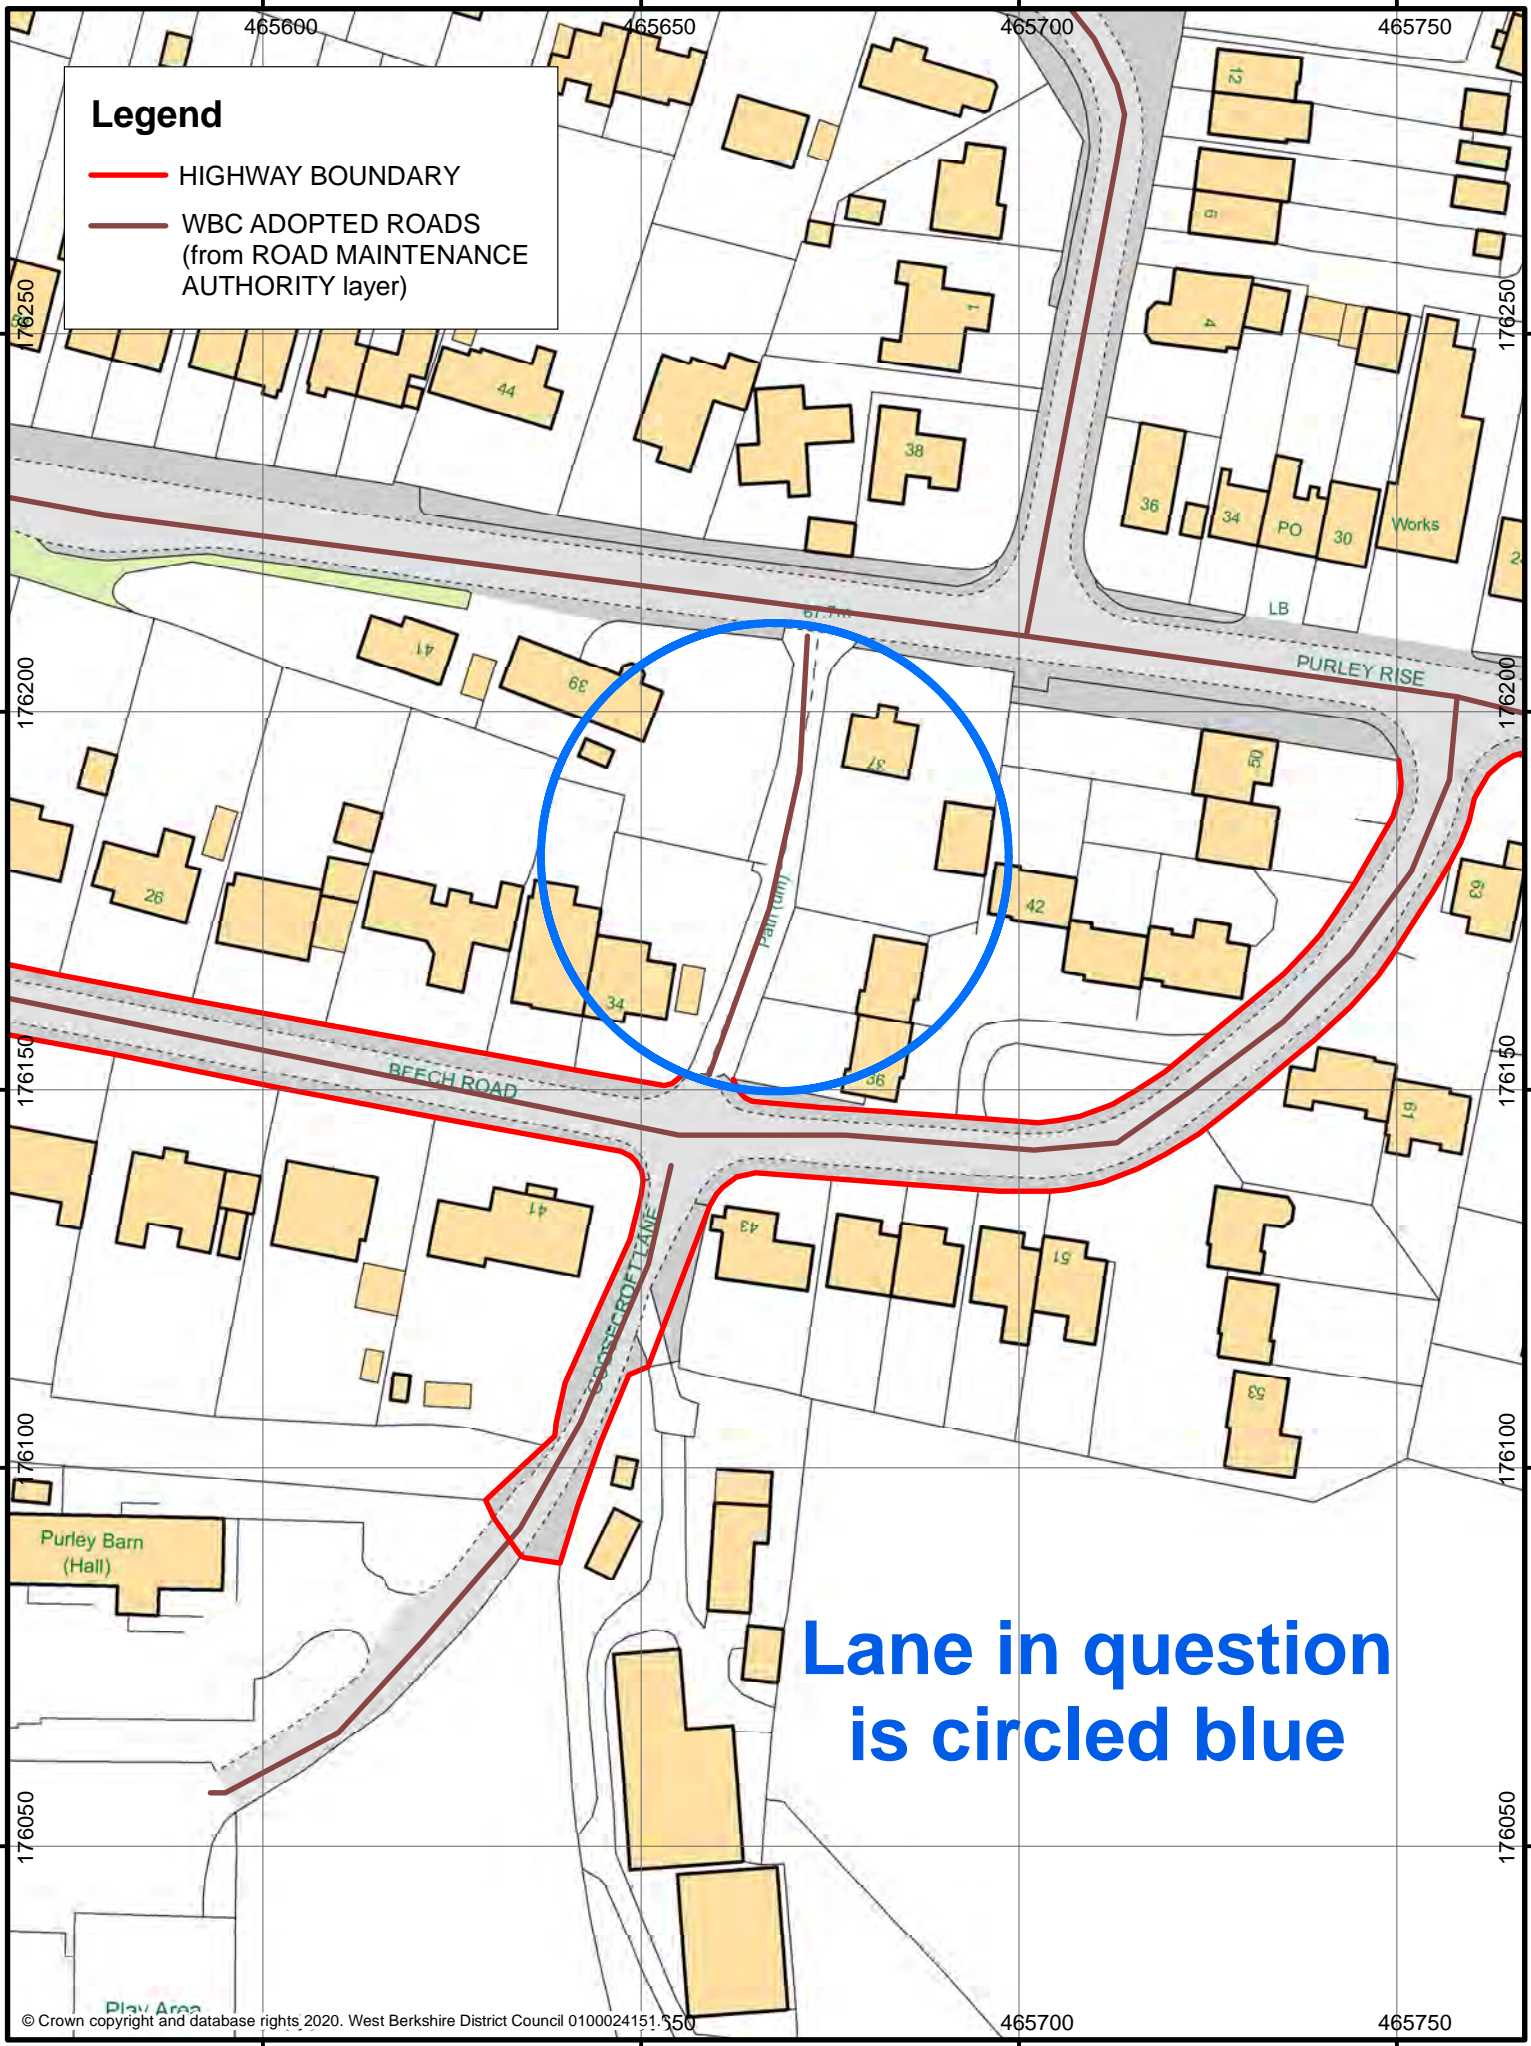 465600
465650
465700
465750
Legend
HIGHWAY BOUNDARY
WBC ADOPTED ROADS
(from ROAD MAINTENANCE
AUTHORITY layer)
12
6
1
4
176250
176250
44
38
36
34
PO
30
Works
LB
67.7m
PURLEY RISE
41
39
37
50
176200
176200
26
34
Path (um)
42
63
36
BEECH ROAD
61
176150
176150
41
43
51
GOOSECROFT LANE
53
176100
176100
Purley Barn
(Hall)
Lane in question
is circled blue
176050
176050
Play Area
© Crown copyright and database rights 2020. West Berkshire District Council 0100024151.
465700
465750